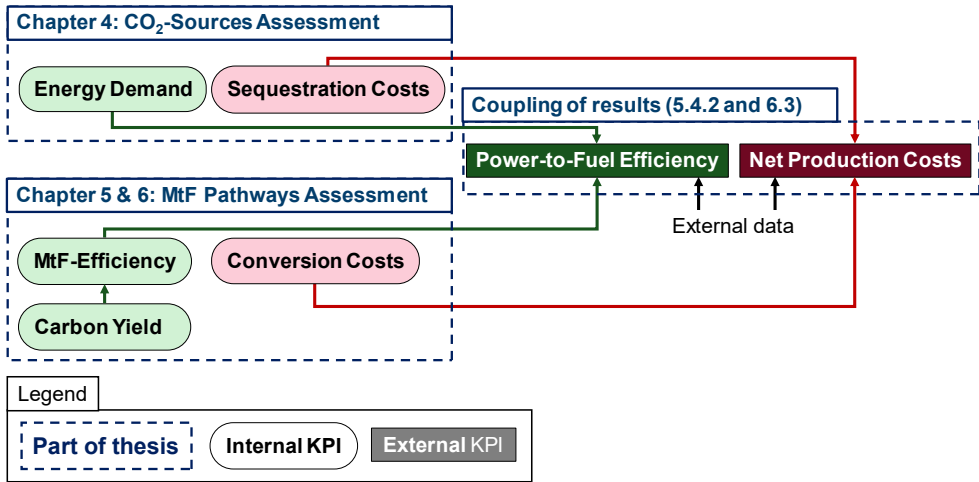 Chapter 4: CO₂-Sources Assessment
Energy Demand
Sequestration Costs
Coupling of results (5.4.2 and 6.3)
Power-to-Fuel Efficiency
Net Production Costs
Chapter 5 & 6: MtF Pathways Assessment
External data
MtF-Efficiency
Conversion Costs
Carbon Yield
Legend
Part of thesis
Internal KPI
External KPI